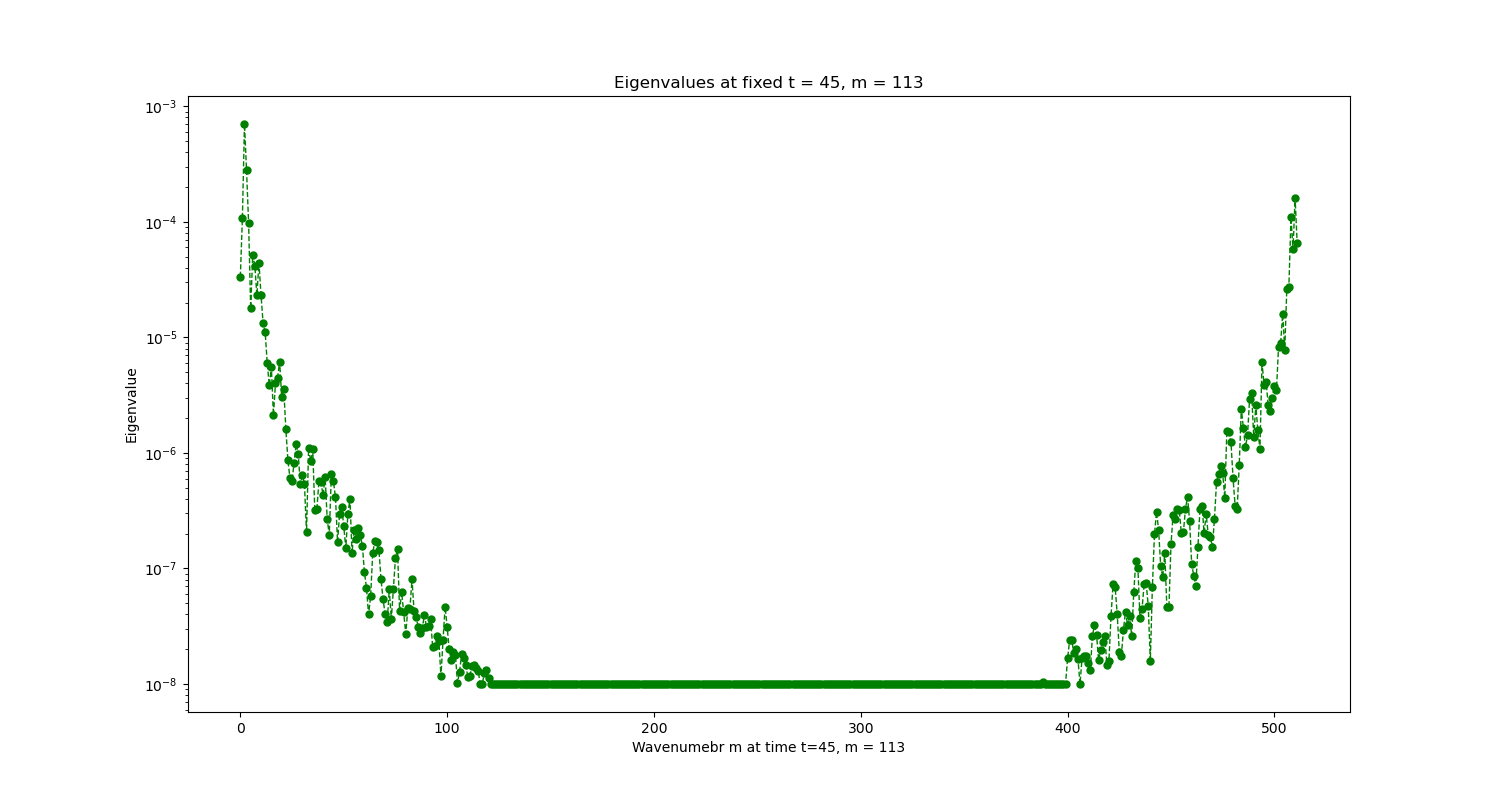 Eigenvalues at fixed t = 45, m = 113
10⁻³
10⁻⁴
10⁻⁵
10⁻⁶
10⁻⁷
10⁻⁸
Eigenvalue
0 100 200 300 400 500
Wavenumebr m at time t=45, m = 113